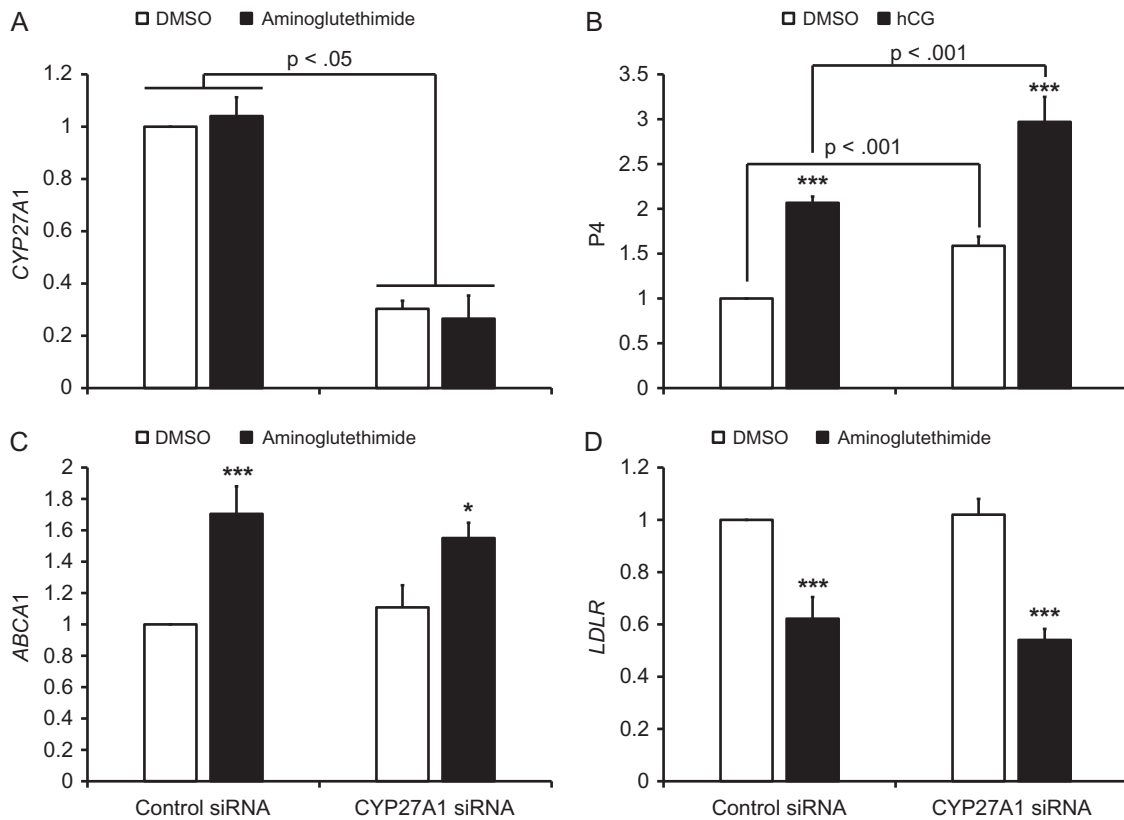 A
DMSO Aminoglutethimide
p < .05
1.2
1
0.8
0.6
0.4
0.2
0
CYP27A1
B
DMSO hCG
p < .001
***
p < .001
***
3.5
3
2.5
2
1.5
1
0.5
0
P4
C
DMSO Aminoglutethimide
***
*
2
1.8
1.6
1.4
1.2
1
0.8
0.6
0.4
0.2
0
ABCA1
Control siRNA CYP27A1 siRNA
D
DMSO Aminoglutethimide
***
***
1.2
1
0.8
0.6
0.4
0.2
0
LDLR
Control siRNA CYP27A1 siRNA